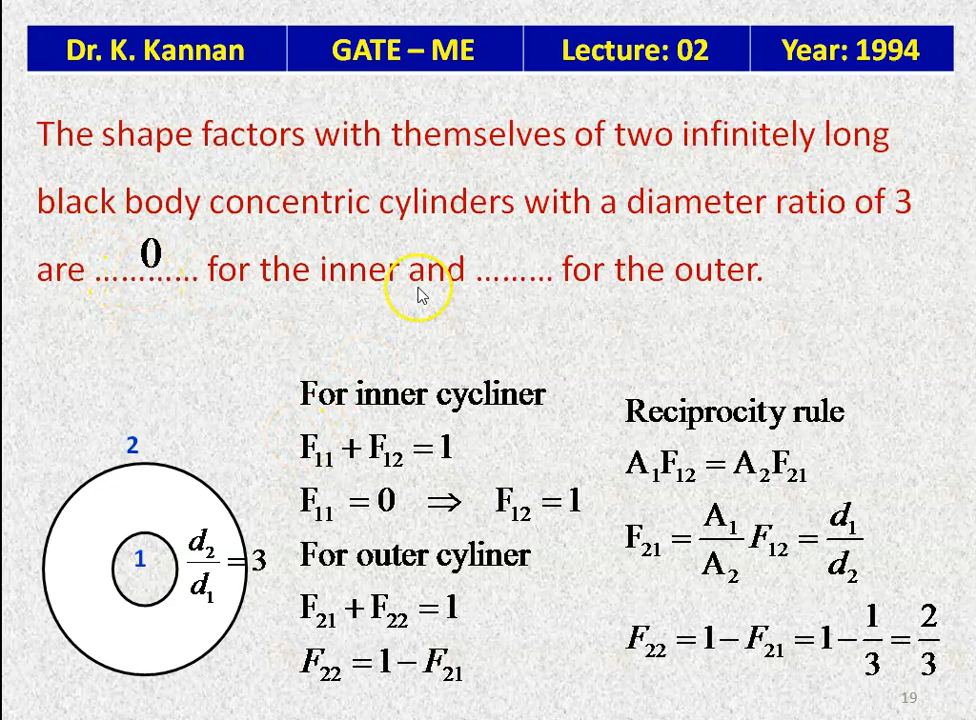 Dr. K. Kannan GATE – ME Lecture: 02 Year: 1994
The shape factors with themselves of two infinitely long
black body concentric cylinders with a diameter ratio of 3
are ………… for the inner and ……… for the outer.
0
2
1
d₂/d₁ = 3
For inner cycliner
F₁₁ + F₁₂ = 1
F₁₁ = 0 ⇒ F₁₂ = 1
For outer cyliner
F₂₁ + F₂₂ = 1
F₂₂ = 1 − F₂₁
Reciprocity rule
A₁F₁₂ = A₂F₂₁
F₂₁ = A₁/A₂ F₁₂ = d₁/d₂
F₂₂ = 1 − F₂₁ = 1 − 1/3 = 2/3
19